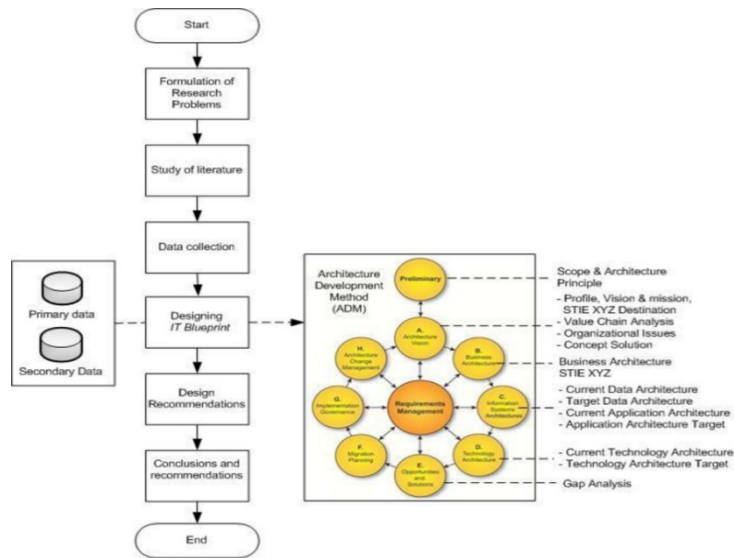 Start
Formulation of
Research
Problems
Study of literature
Data collection
Primary data
Secondary Data
Designing
IT Blueprint
Design
Recommendations
Conclusions and
recommendations
End
Architecture
Development
Method
(ADM)
Preliminary
A.
Architecture
Vision
B.
Business
Architecture
C.
Information
Systems
Architectures
D.
Technology
Architecture
E.
Opportunities
and
Solutions
F.
Migration
Planning
G.
Implementation
Governance
H.
Architecture
Change
Management
Requirements
Management
Scope & Architecture
Principle
- Profile, Vision & mission,
STIE XYZ Destination
- Value Chain Analysis
- Organizational Issues
- Concept Solution
Business Architecture
STIE XYZ
- Current Data Architecture
- Target Data Architecture
- Current Application Architecture
- Application Architecture Target
- Current Technology Architecture
- Technology Architecture Target
Gap Analysis